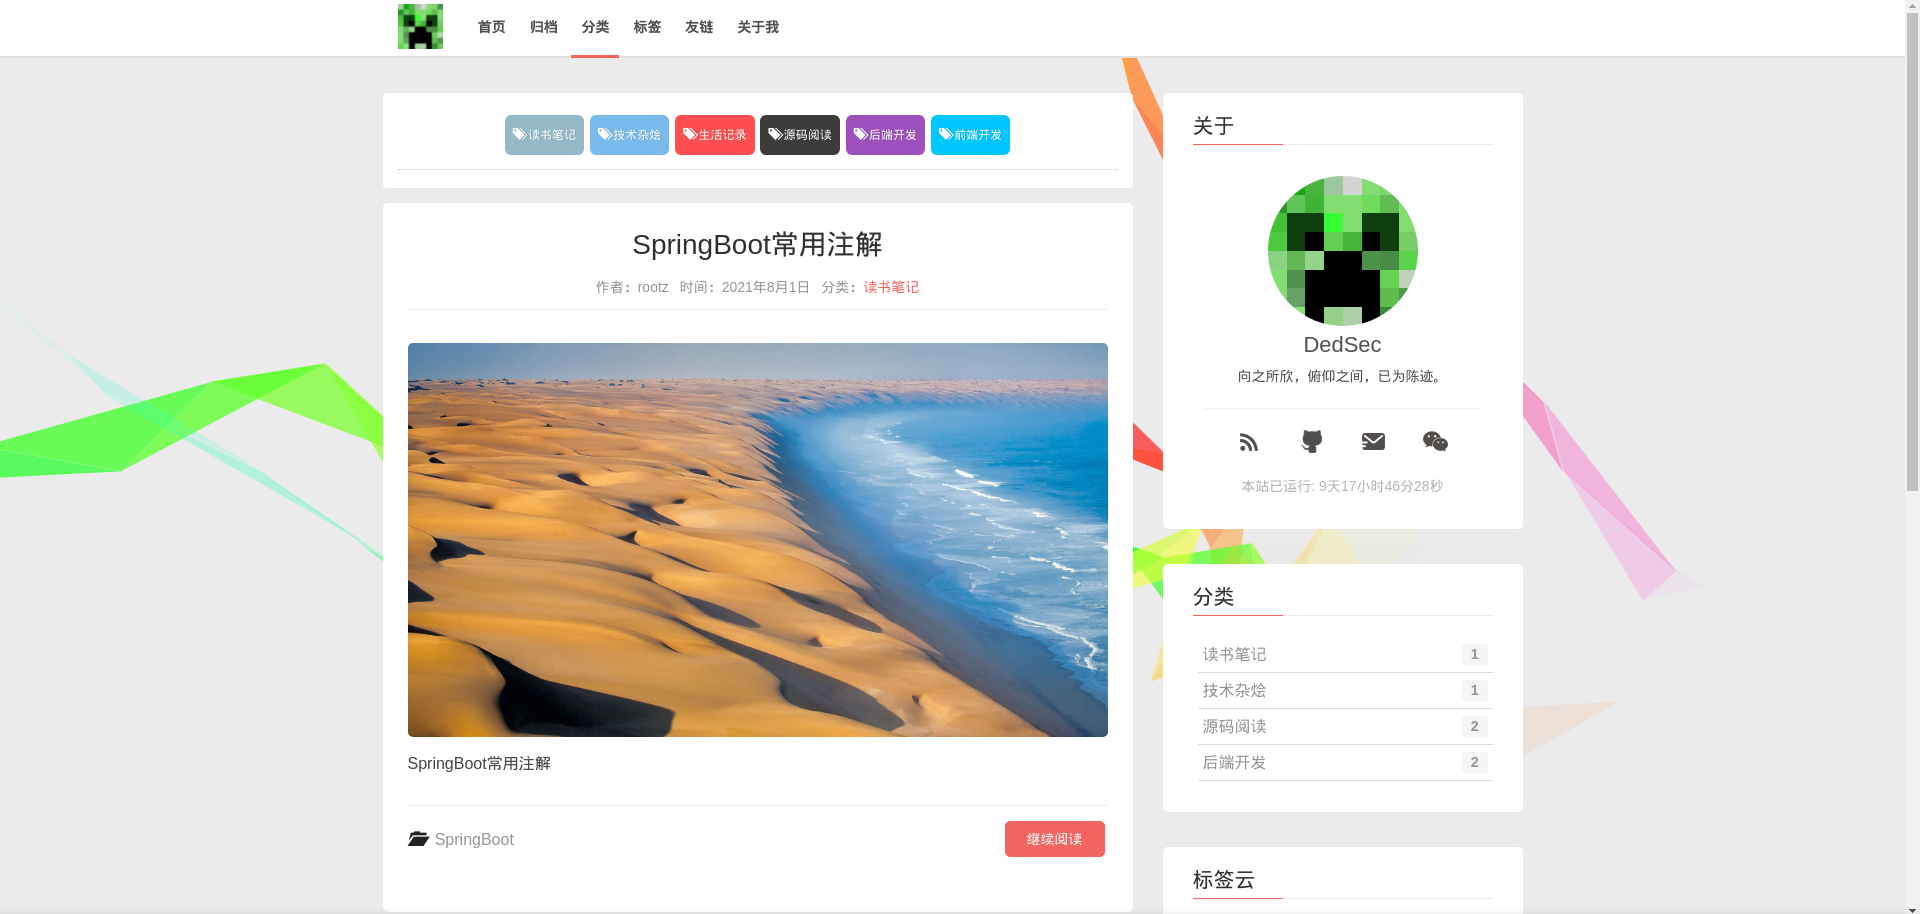 首页 归档 分类 标签 友链 关于我
读书笔记 技术杂烩 生活记录 源码阅读 后端开发 前端开发
SpringBoot常用注解
作者：rootz 时间：2021年8月1日 分类：读书笔记
SpringBoot常用注解
SpringBoot 继续阅读
关于
DedSec
向之所欣，俯仰之间，已为陈迹。
本站已运行: 9天17小时46分28秒
分类
读书笔记 1
技术杂烩 1
源码阅读 2
后端开发 2
标签云